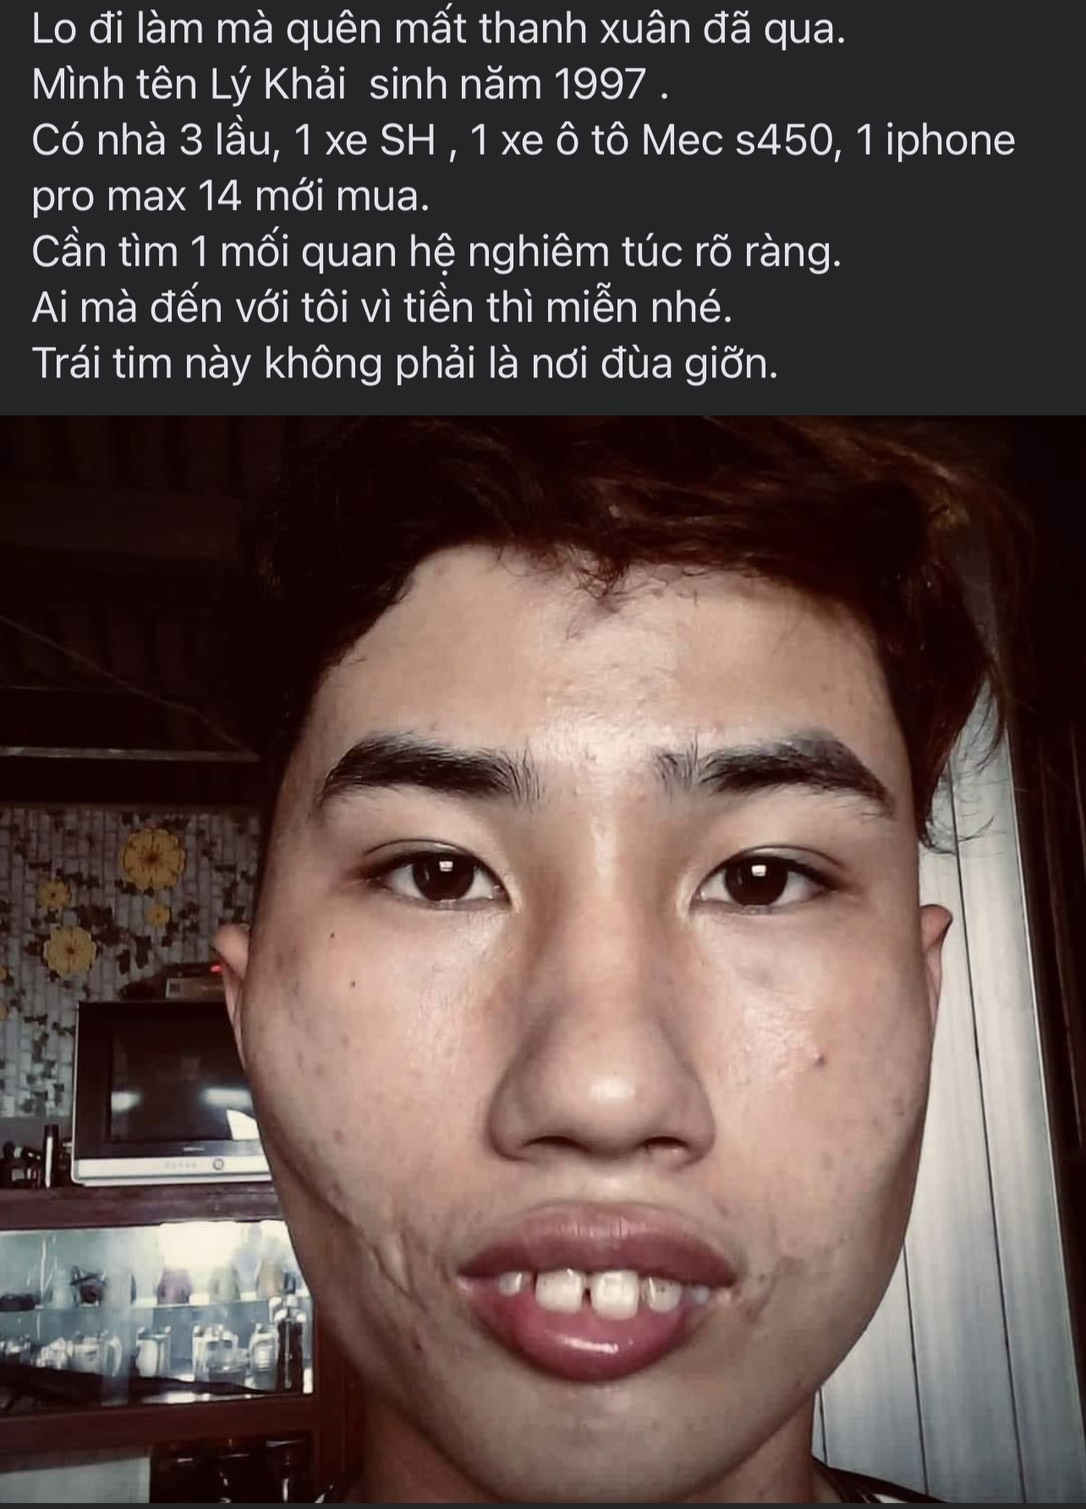 Lo đi làm mà quên mất thanh xuân đã qua.
Mình tên Lý Khải  sinh năm 1997 .
Có nhà 3 lầu, 1 xe SH , 1 xe ô tô Mec s450, 1 iphone
pro max 14 mới mua.
Cần tìm 1 mối quan hệ nghiêm túc rõ ràng.
Ai mà đến với tôi vì tiền thì miễn nhé.
Trái tim này không phải là nơi đùa giỡn.